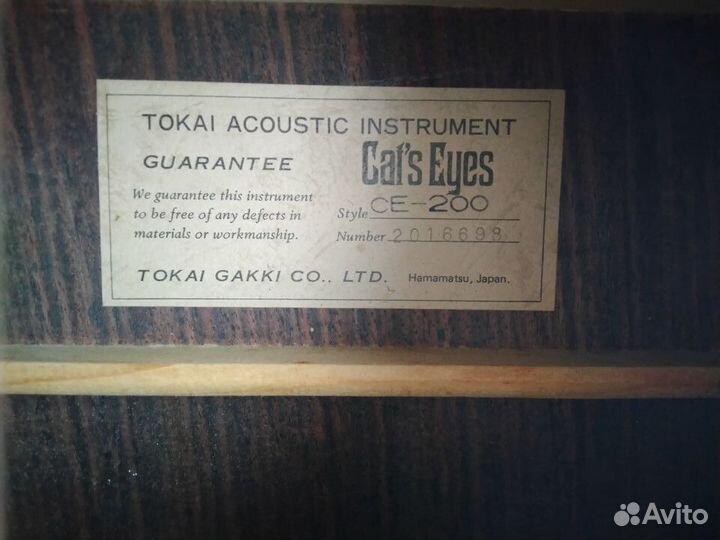 TOKAI ACOUSTIC INSTRUMENT
GUARANTEE
Cat's Eyes
We guarantee this instrument
to be free of any defects in
materials or workmanship.
Style CE-200
Number 2016698
TOKAI GAKKI CO., LTD. Hamamatsu, Japan.
Avito